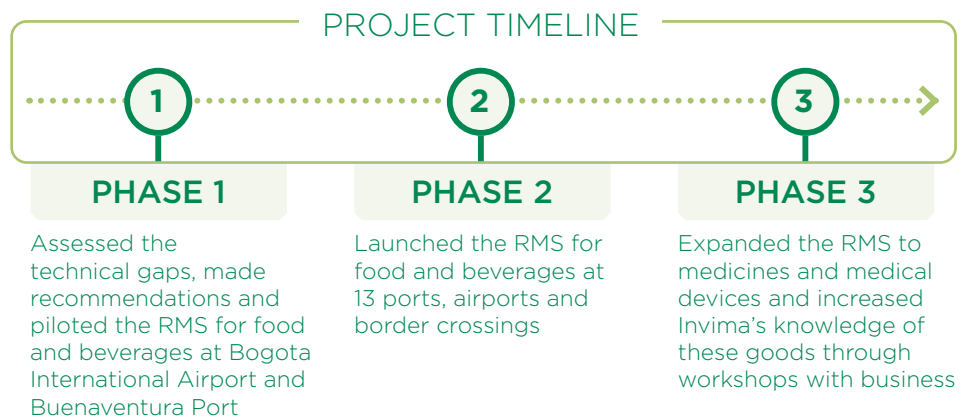 PROJECT TIMELINE
1
2
3
PHASE 1
Assessed the
technical gaps, made
recommendations and
piloted the RMS for food
and beverages at Bogota
International Airport and
Buenaventura Port
PHASE 2
Launched the RMS for
food and beverages at
13 ports, airports and
border crossings
PHASE 3
Expanded the RMS to
medicines and medical
devices and increased
Invima's knowledge of
these goods through
workshops with business